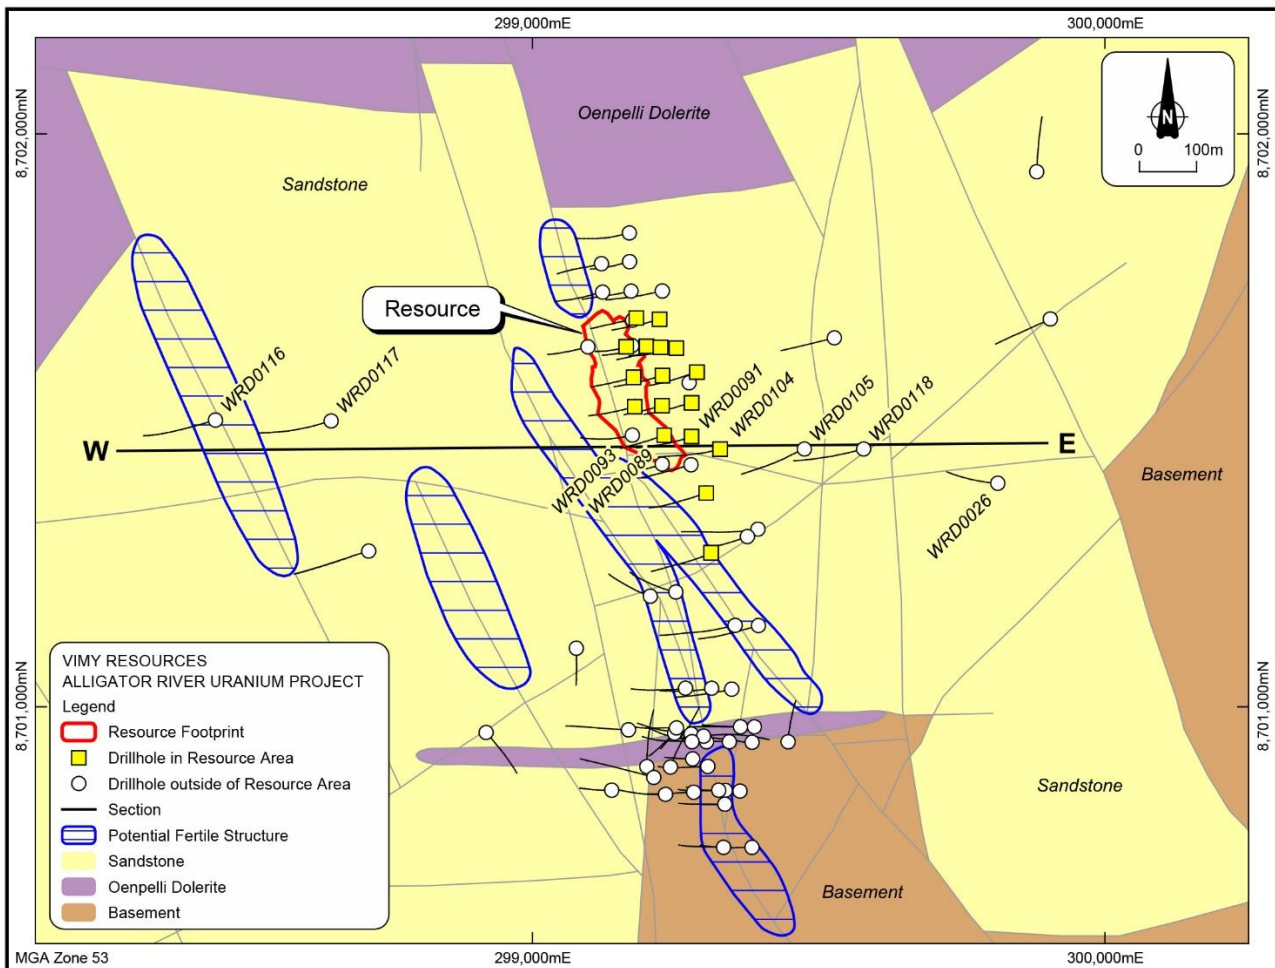 299,000mE
300,000mE
8,702,000mN
8,702,000mN
Oenpelli Dolerite
N
0 100m
Sandstone
Resource
WRD0116
WRD0117
WRD0091
WRD0104
WRD0105
WRD0118
W
E
WRD0093
WRD0089
WRD0026
Basement
8,701,000mN
8,701,000mN
Sandstone
Basement
VIMY RESOURCES
ALLIGATOR RIVER URANIUM PROJECT
Legend
Resource Footprint
Drillhole in Resource Area
Drillhole outside of Resource Area
Section
Potential Fertile Structure
Sandstone
Oenpelli Dolerite
Basement
MGA Zone 53
299,000mE
300,000mE